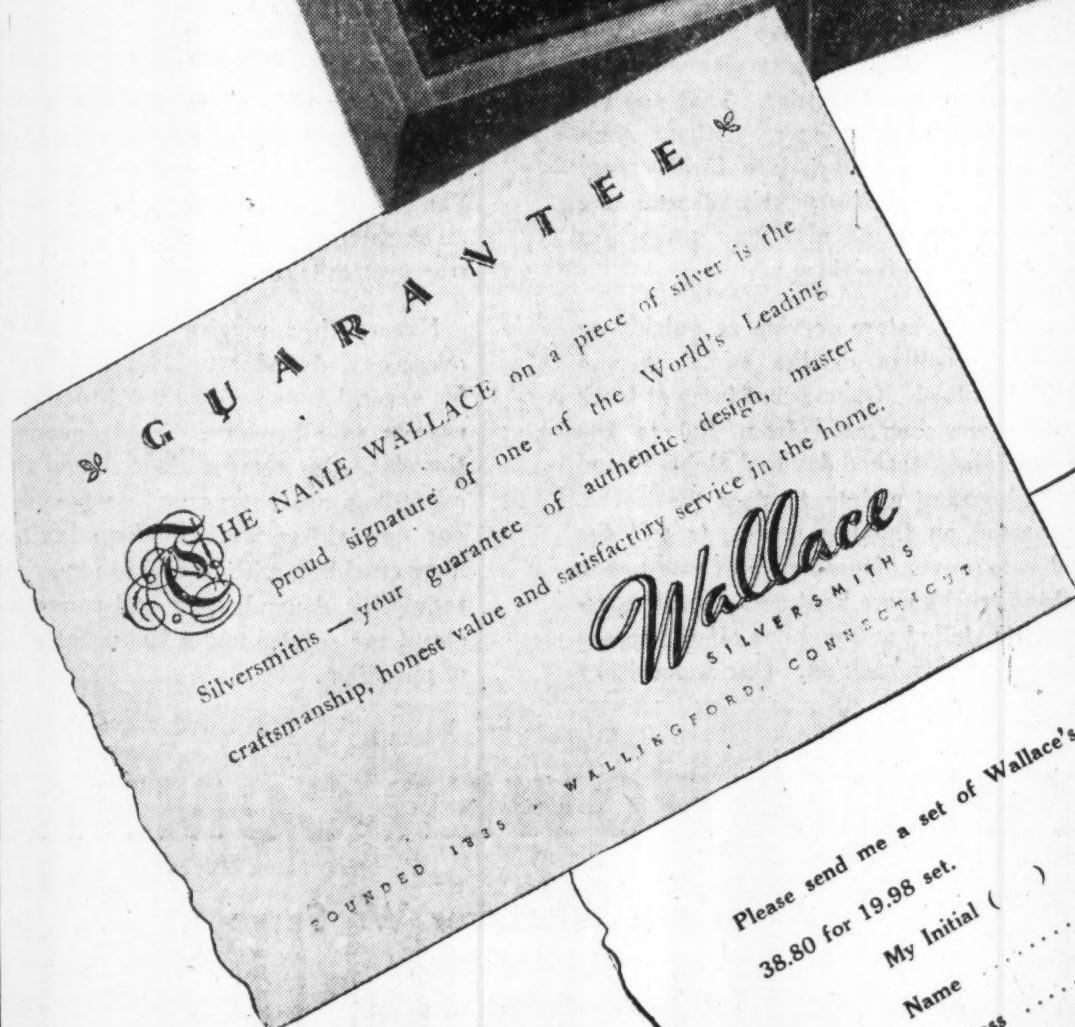 GUARANTEE
THE NAME WALLACE on a piece of silver is the
proud signature of one of the World's Leading
Silversmiths — your guarantee of authentic design, master
craftsmanship, honest value and satisfactory service in the home.
Wallace
SILVERSMITHS
FOUNDED 1835 · WALLINGFORD, CONNECTICUT
Please send me a set of Wallace's
38.80 for 19.98 set.
My Initial ( )
Name